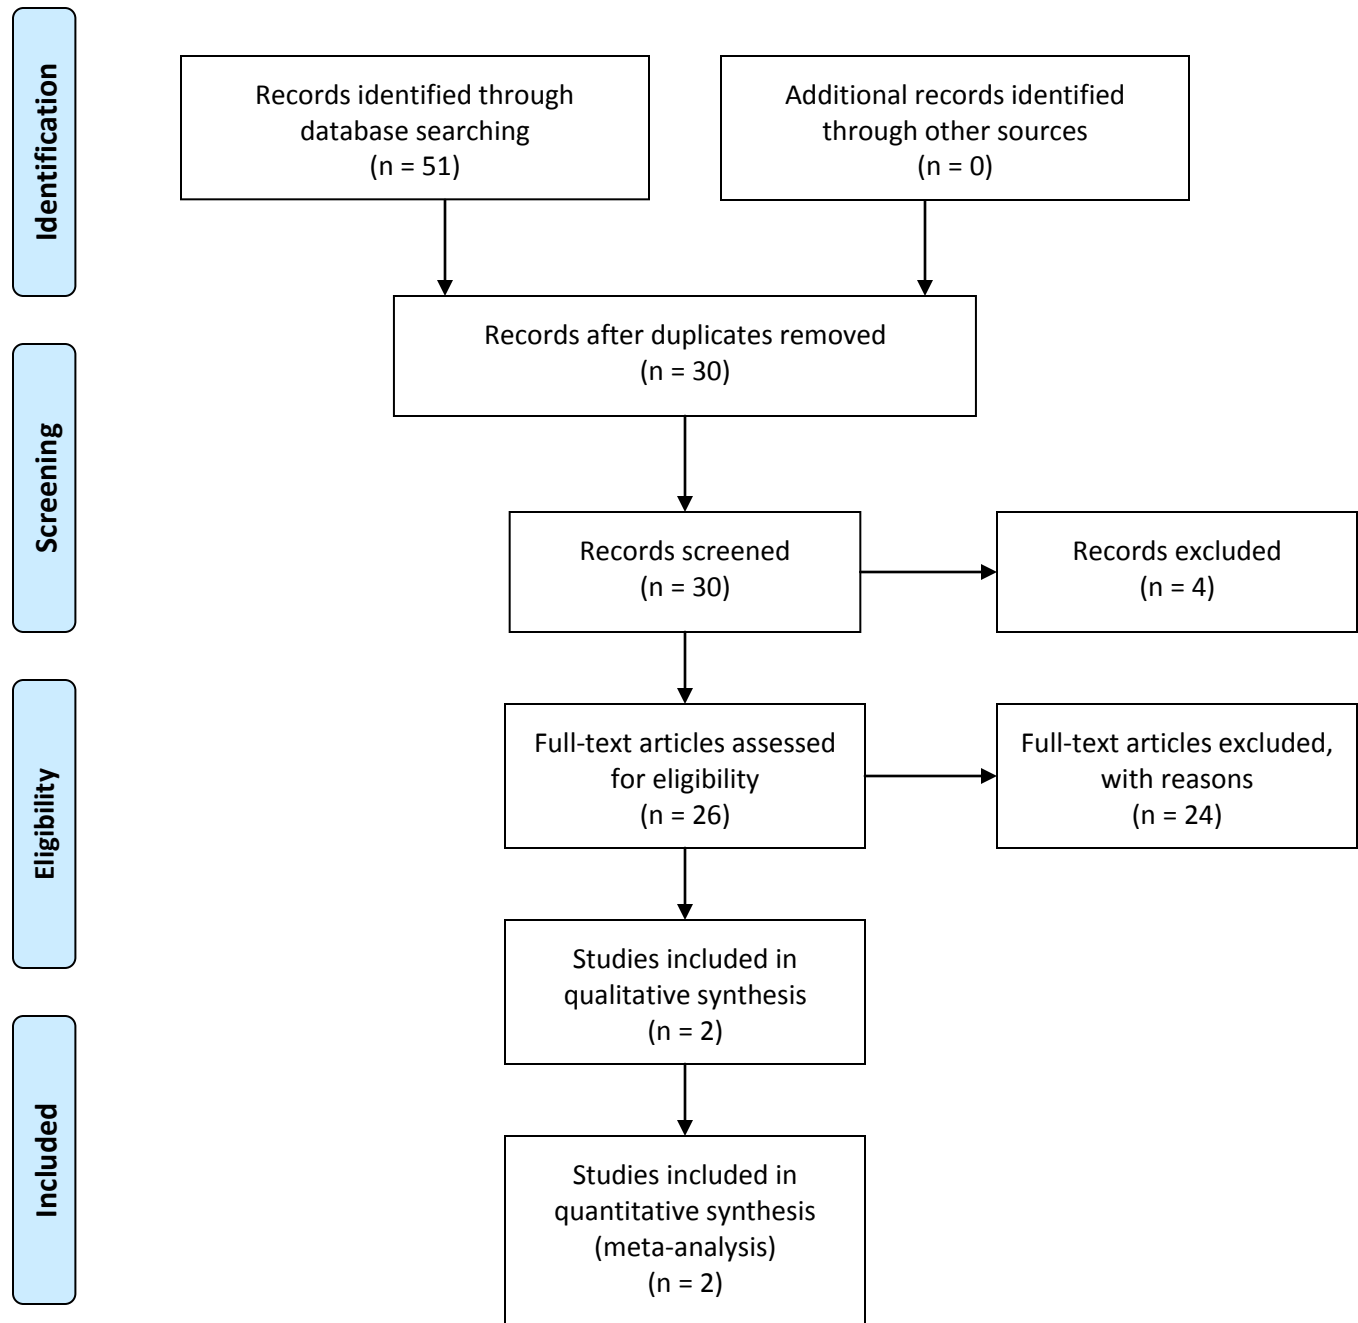 Identification
Records identified through
database searching
(n = 51)
Additional records identified
through other sources
(n = 0)
Records after duplicates removed
(n = 30)
Screening
Records screened
(n = 30)
Records excluded
(n = 4)
Eligibility
Full-text articles assessed
for eligibility
(n = 26)
Full-text articles excluded,
with reasons
(n = 24)
Studies included in
qualitative synthesis
(n = 2)
Included
Studies included in
quantitative synthesis
(meta-analysis)
(n = 2)